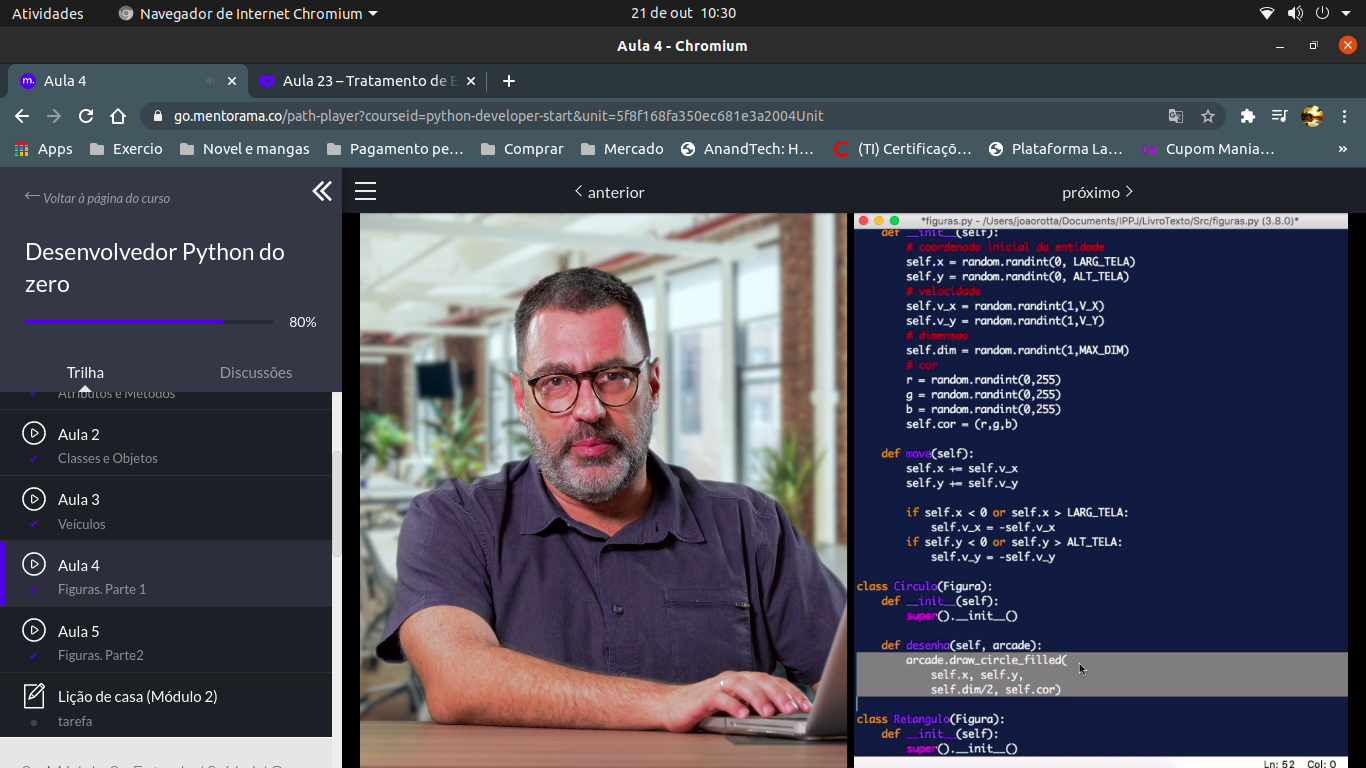 Atividades
Navegador de Internet Chromium
21 de out 10:30
Aula 4 - Chromium
m.
Aula 4
Aula 23 – Tratamento de E
go.mentorama.co/path-player?courseid=python-developer-start&unit=5f8f168fa350ec681e3a2004Unit
Apps
Exercio
Novel e mangas
Pagamento pe…
Comprar
Mercado
AnandTech: H…
(TI) Certificaçõ…
Plataforma La…
Cupom Mania…
»
Voltar à página do curso
anterior
próximo
Desenvolvedor Python do
zero
80%
Trilha
Discussões
Atributos e Métodos
Aula 2
Classes e Objetos
Aula 3
Veículos
Aula 4
Figuras. Parte 1
Aula 5
Figuras. Parte2
Lição de casa (Módulo 2)
tarefa
*figuras.py - /Users/joaorotta/Documents/IPPJ/LivroTexto/Src/figuras.py (3.8.0)*
def __init__(self):
# coordenada inicial da entidade
self.x = random.randint(0, LARG_TELA)
self.y = random.randint(0, ALT_TELA)
# velocidade
self.v_x = random.randint(1,V_X)
self.v_y = random.randint(1,V_Y)
# dimensao
self.dim = random.randint(1,MAX_DIM)
# cor
r = random.randint(0,255)
g = random.randint(0,255)
b = random.randint(0,255)
self.cor = (r,g,b)
def move(self):
self.x += self.v_x
self.y += self.v_y
if self.x < 0 or self.x > LARG_TELA:
self.v_x = -self.v_x
if self.y < 0 or self.y > ALT_TELA:
self.v_y = -self.v_y
class Circulo(Figura):
def __init__(self):
super().__init__()
def desenha(self, arcade):
arcade.draw_circle_filled(
self.x, self.y,
self.dim/2, self.cor)
class Retangulo(Figura):
def __init__(self):
super().__init__()
Ln: 52 Col: 0